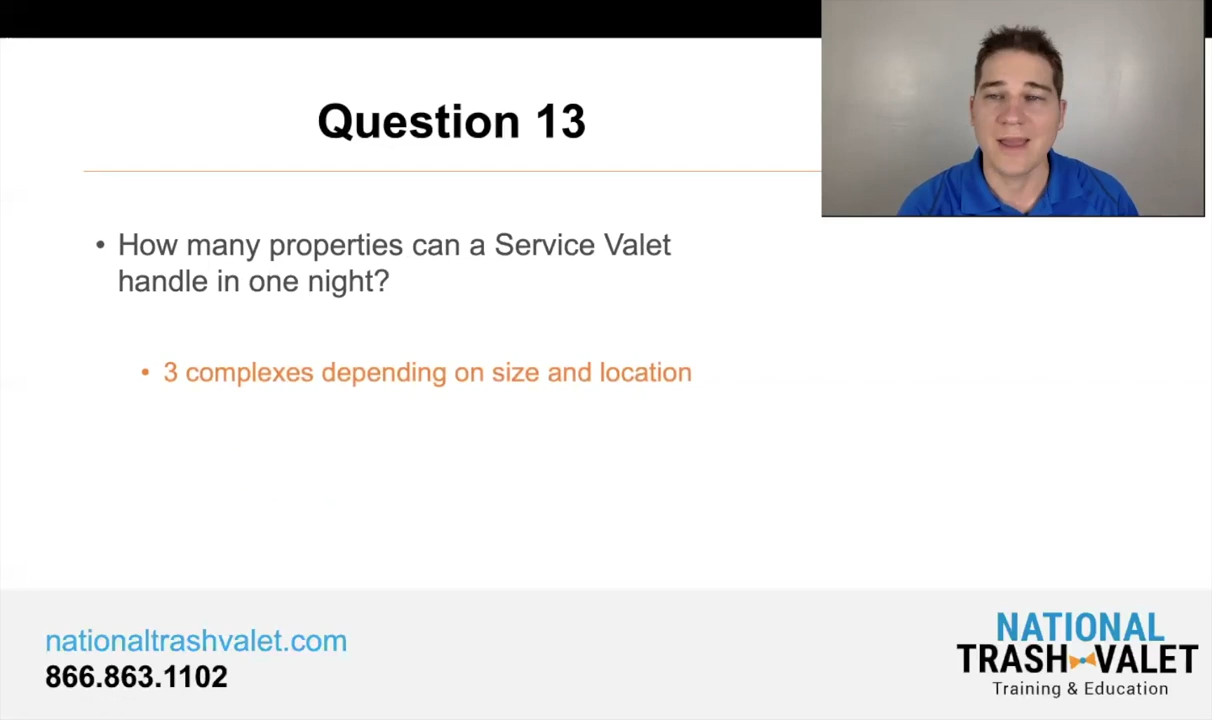 Question 13
• How many properties can a Service Valet
handle in one night?
• 3 complexes depending on size and location
nationaltrashvalet.com
866.863.1102
NATIONAL
TRASH VALET
Training & Education